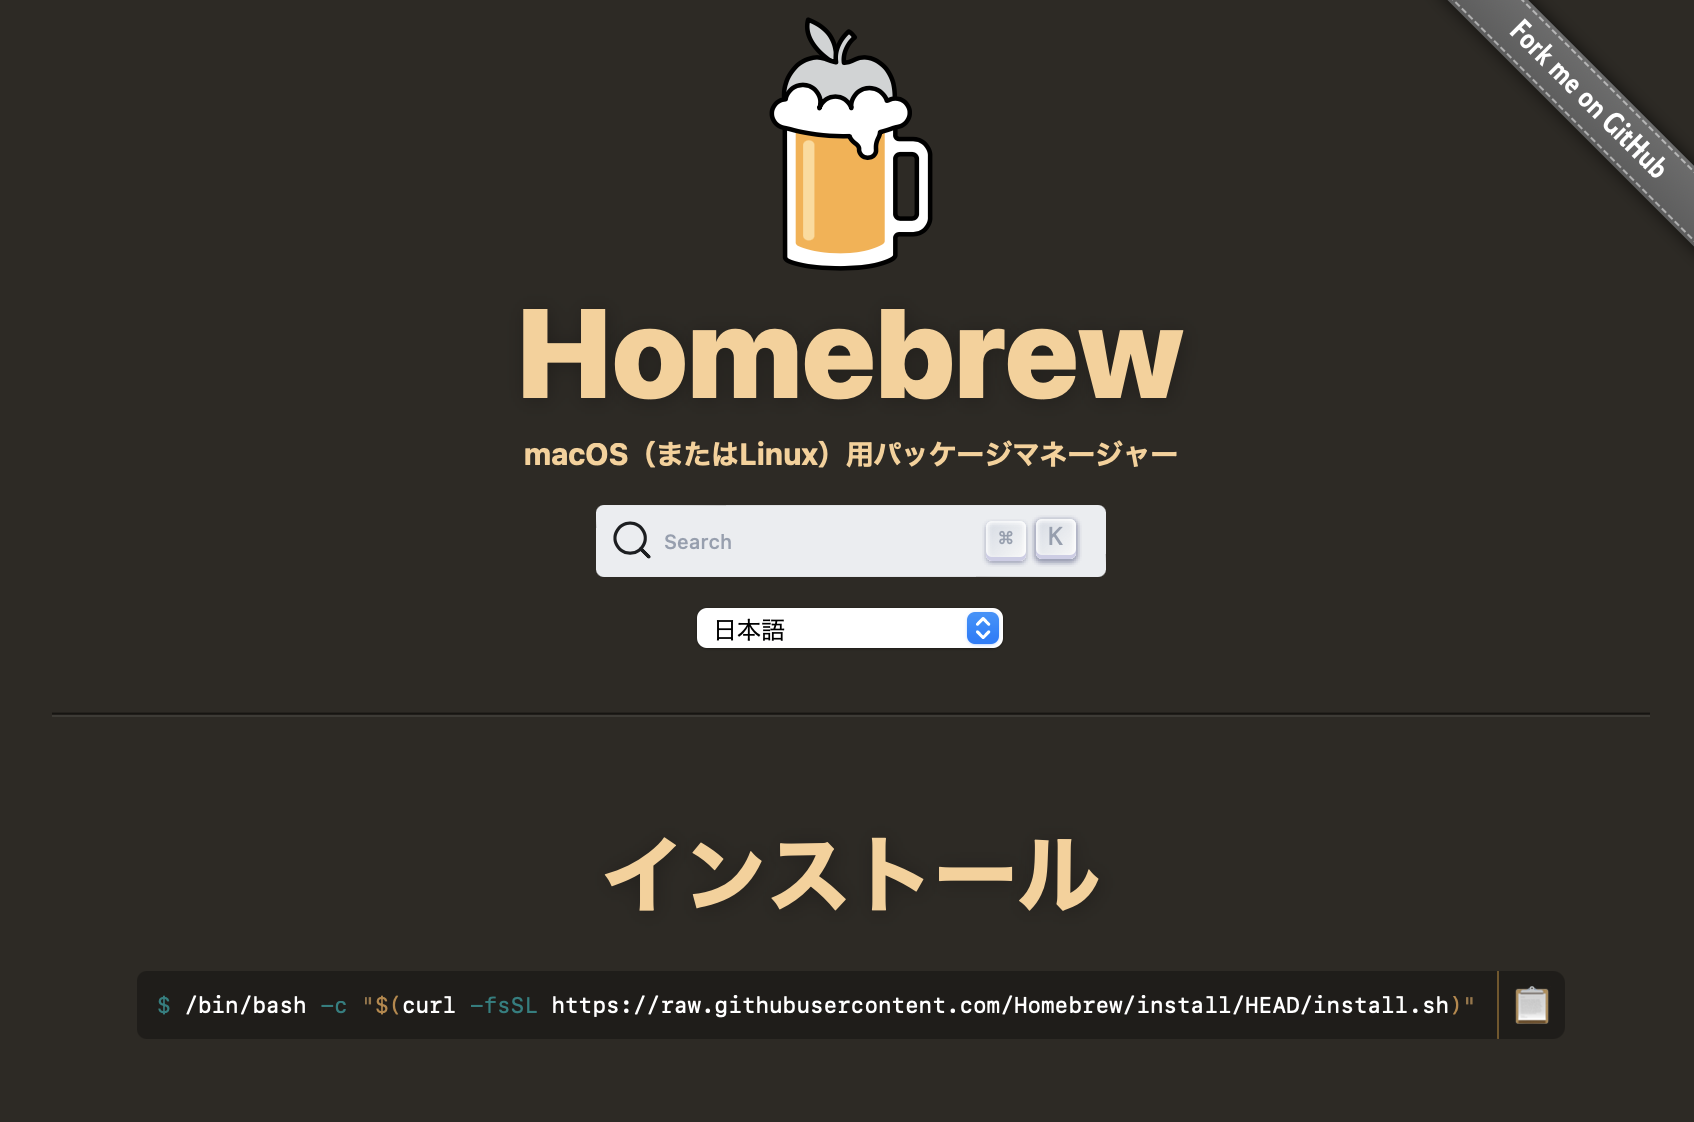 Fork me on GitHub
Homebrew
macOS（またはLinux）用パッケージマネージャー
Search ⌘ K
日本語
インストール
$ /bin/bash -c "$(curl -fsSL https://raw.githubusercontent.com/Homebrew/install/HEAD/install.sh)"